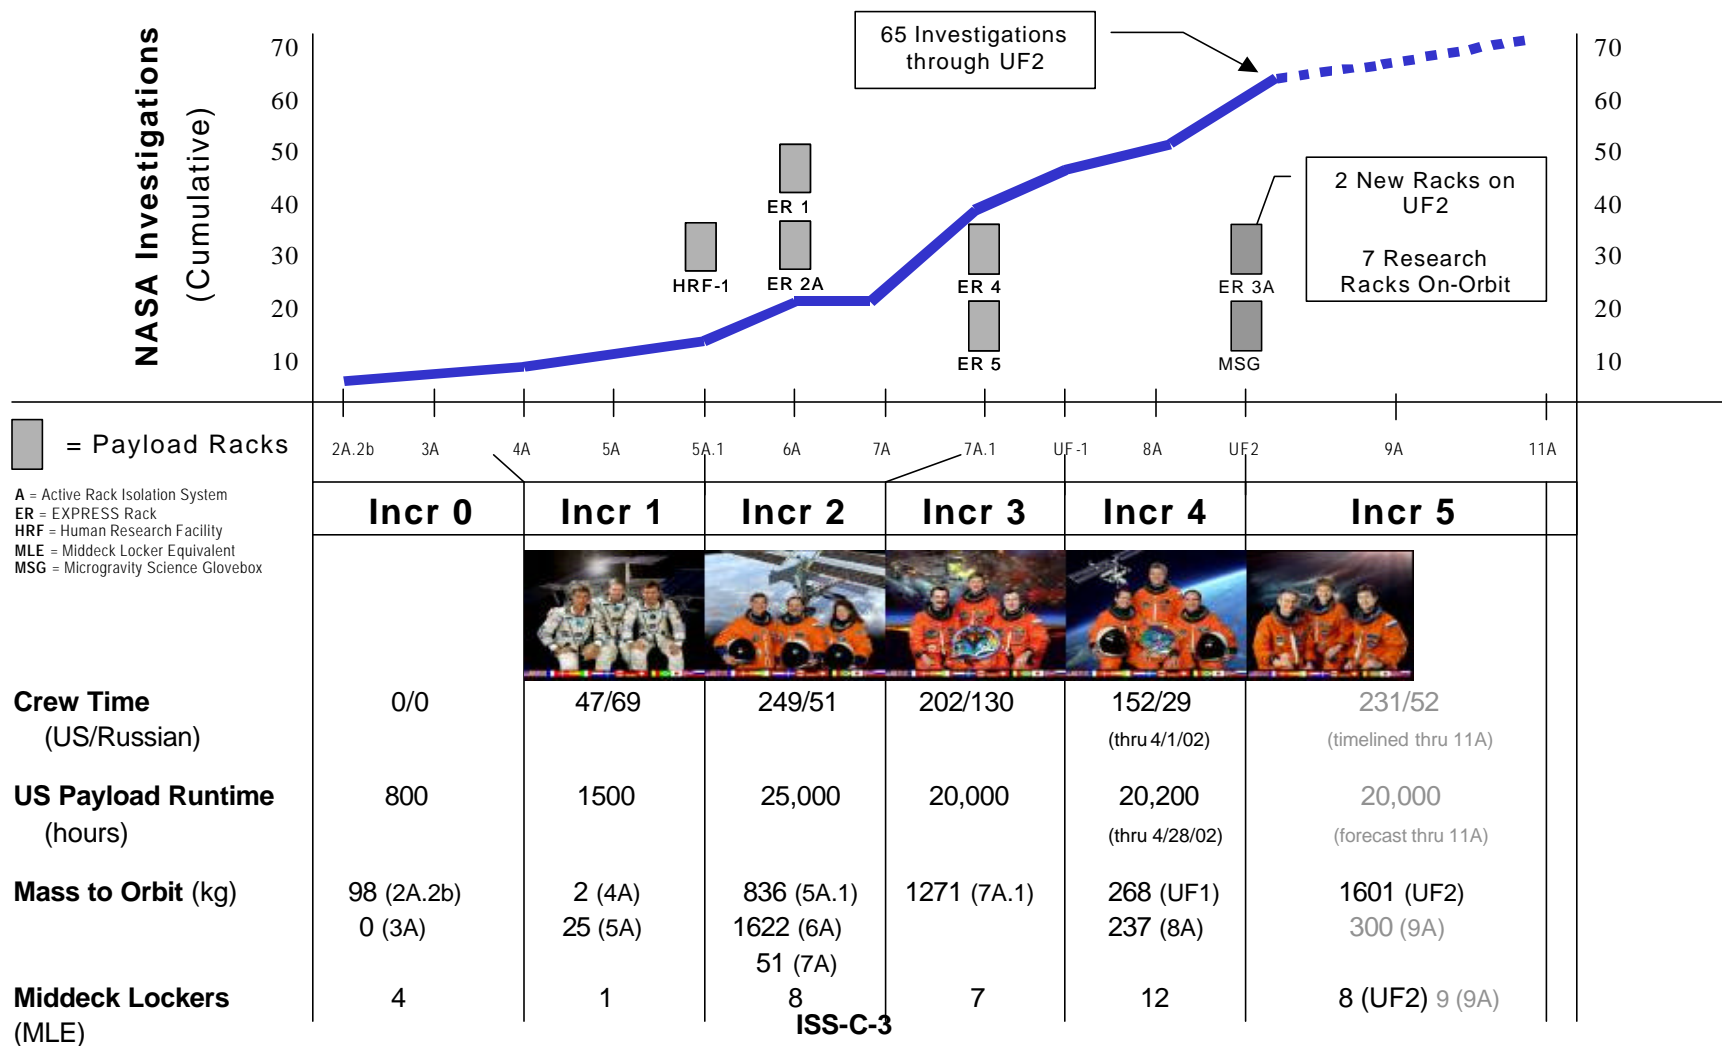 NASA Investigations
(Cumulative)
70
60
50
40
30
20
10
65 Investigations
through UF2
70
60
50
40
30
20
10
ER 1
HRF-1
ER 2A
ER 4
ER 5
ER 3A
MSG
2 New Racks on
UF2
7 Research
Racks On-Orbit
= Payload Racks
2A.2b 3A 4A 5A 5A.1 6A 7A 7A.1 UF-1 8A UF2 9A 11A
A = Active Rack Isolation System
ER = EXPRESS Rack
HRF = Human Research Facility
MLE = Middeck Locker Equivalent
MSG = Microgravity Science Glovebox
Incr 0 Incr 1 Incr 2 Incr 3 Incr 4 Incr 5
Crew Time 0/0 47/69 249/51 202/130 152/29 231/52
(US/Russian) (thru 4/1/02) (timelined thru 11A)
US Payload Runtime 800 1500 25,000 20,000 20,200 20,000
(hours) (thru 4/28/02) (forecast thru 11A)
Mass to Orbit (kg) 98 (2A.2b) 2 (4A) 836 (5A.1) 1271 (7A.1) 268 (UF1) 1601 (UF2)
0 (3A) 25 (5A) 1622 (6A) 237 (8A) 300 (9A)
51 (7A)
Middeck Lockers 4 1 8 7 12 8 (UF2) 9 (9A)
(MLE)
ISS-C-3